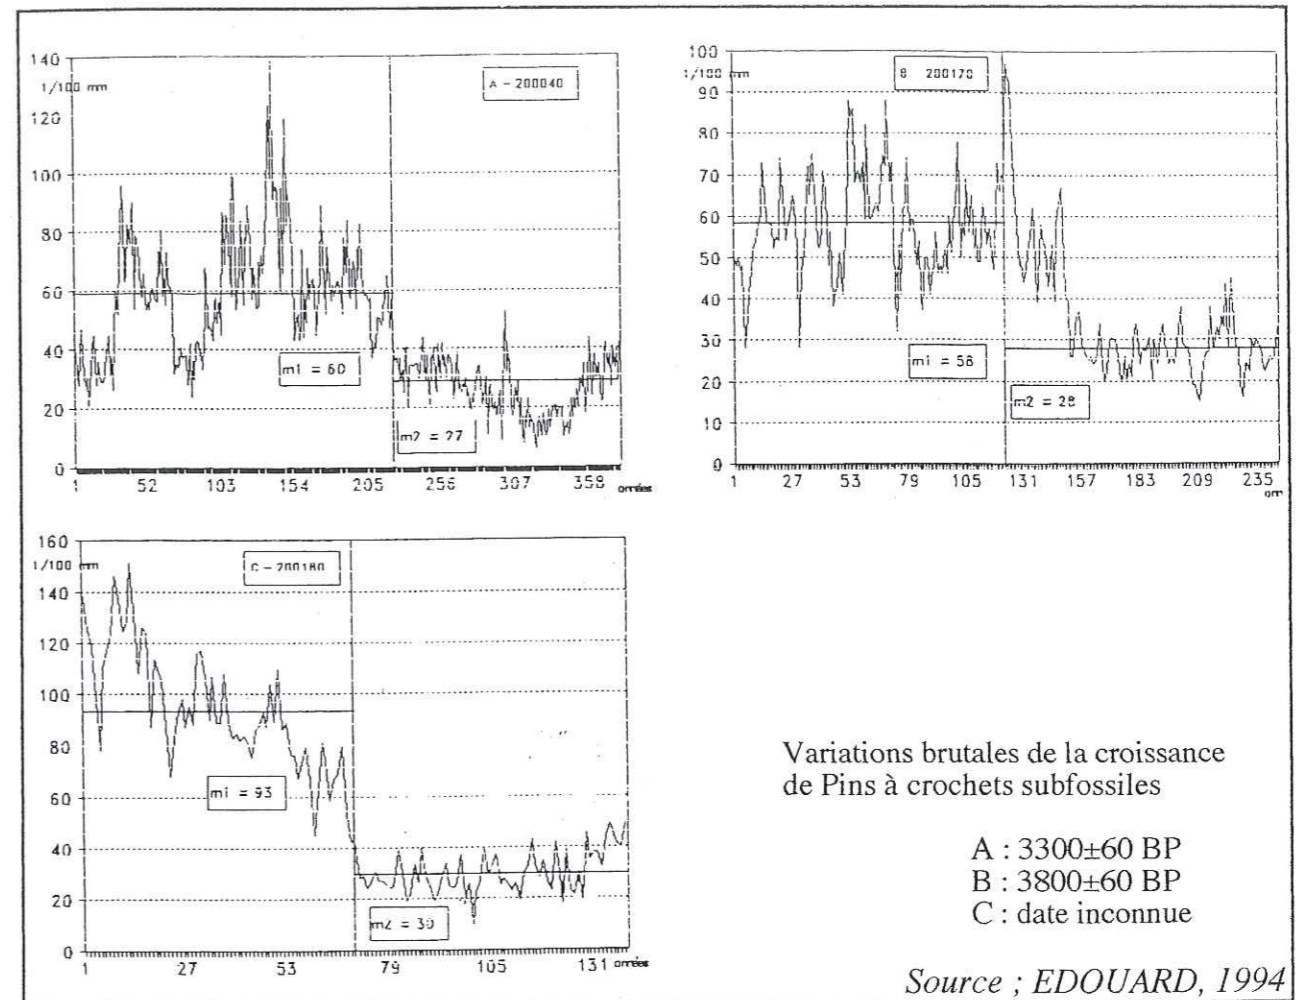 140
1/100 mm
120
100
80
60
40
20
0
A - 200040
m1 = 60
m2 = 27
1 52 103 154 205 256 307 358 années
100
1/100 mm
90
80
70
60
50
40
30
20
10
0
B 200170
m1 = 58
m2 = 28
1 27 53 79 105 131 157 183 209 235
160
1/100 mm
140
120
100
80
60
40
20
0
C - 200180
m1 = 93
m2 = 30
1 27 53 79 105 131 années
Variations brutales de la croissance
de Pins à crochets subfossiles
A : 3300±60 BP
B : 3800±60 BP
C : date inconnue
Source ; EDOUARD, 1994